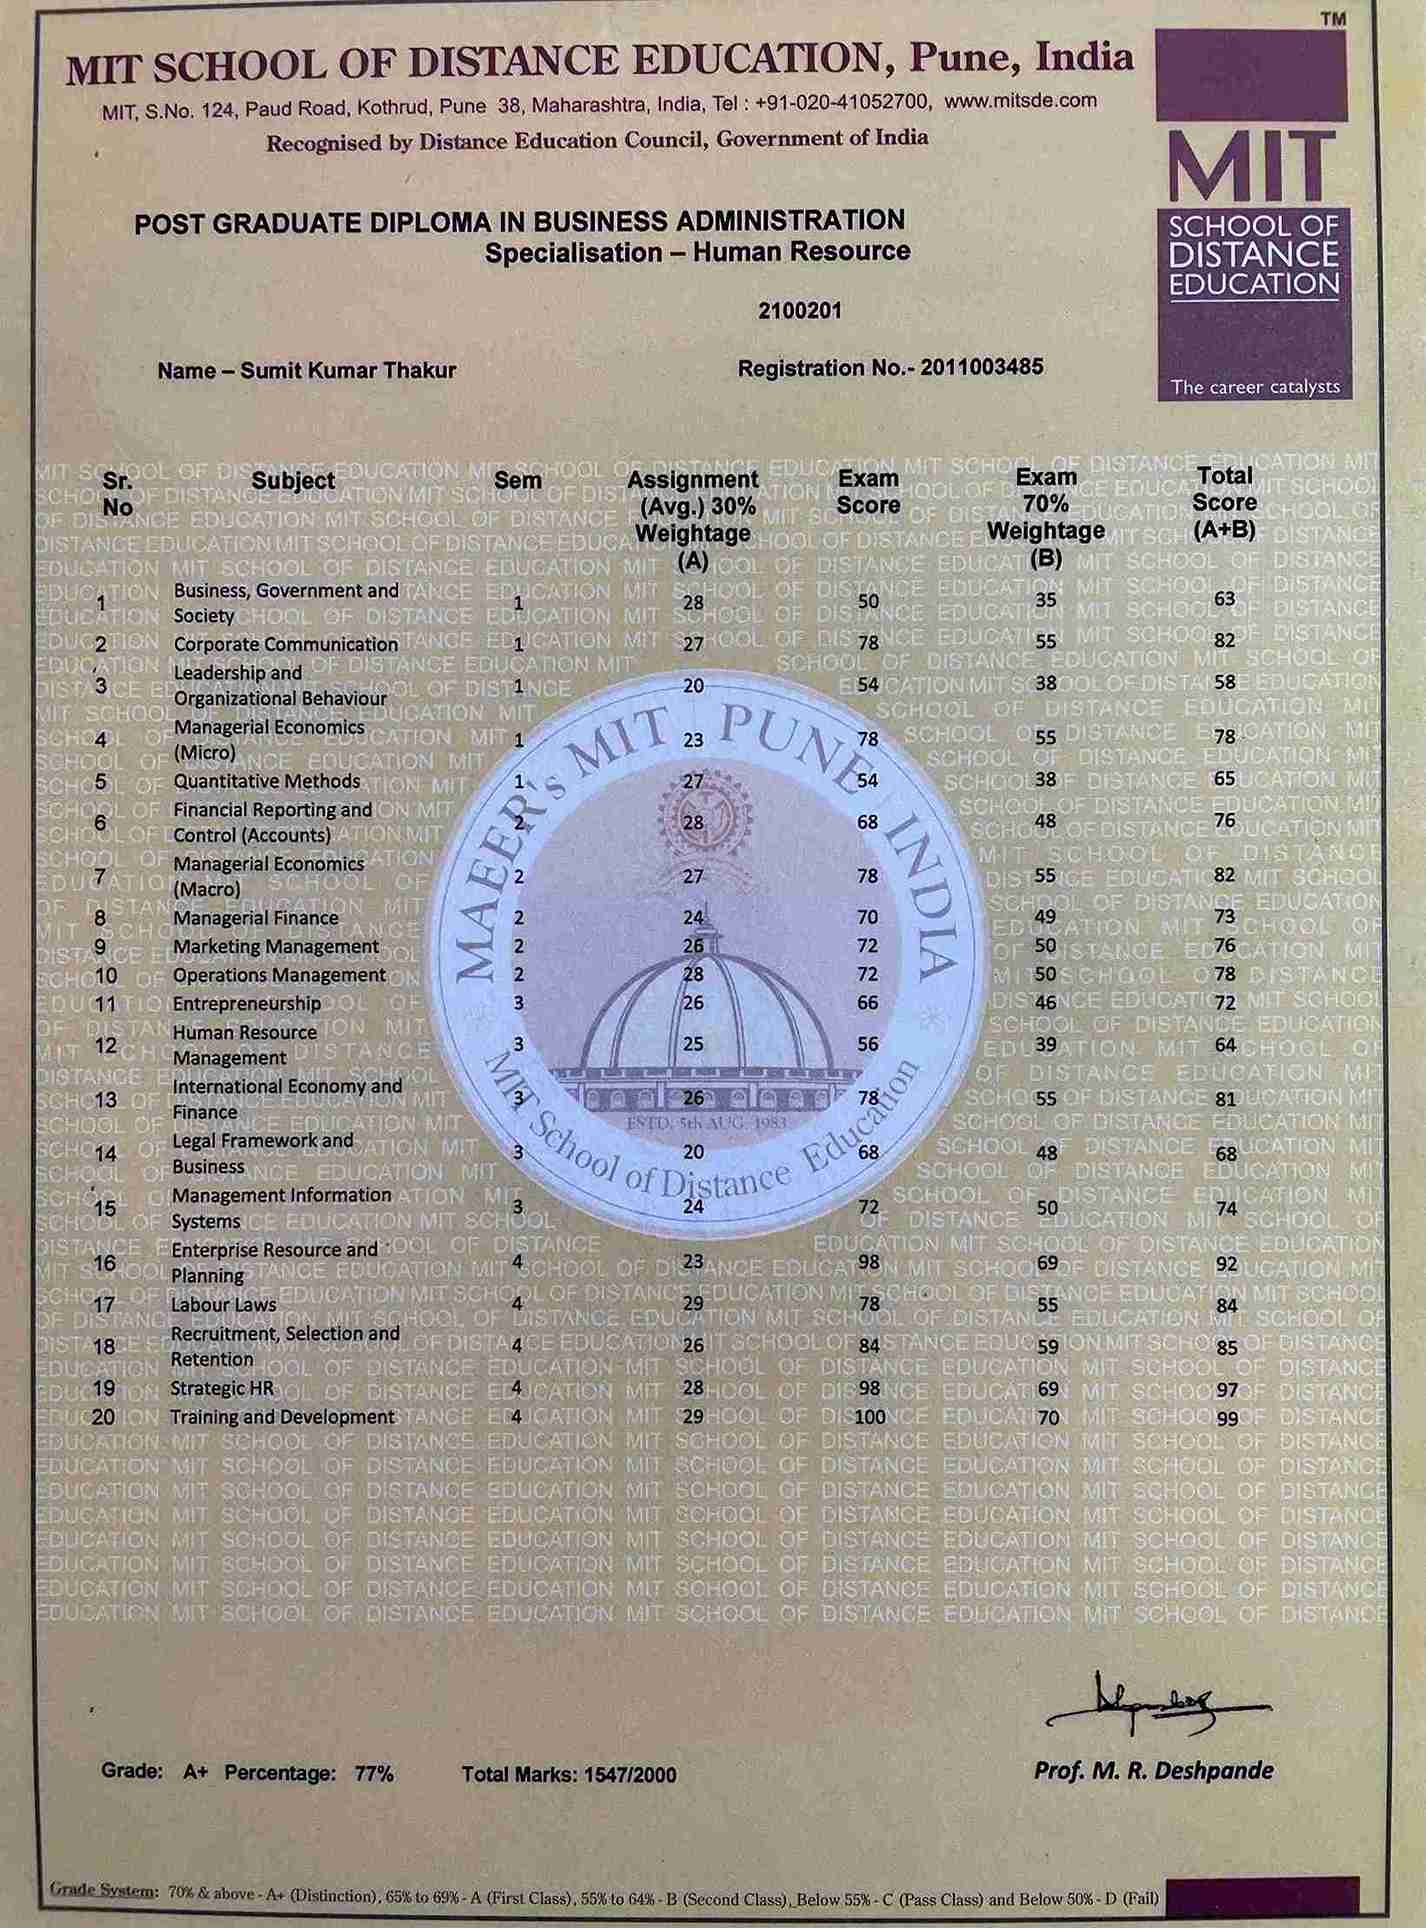 TM
MIT SCHOOL OF DISTANCE EDUCATION, Pune, India
MIT, S.No. 124, Paud Road, Kothrud, Pune 38, Maharashtra, India, Tel : +91-020-41052700, www.mitsde.com
Recognised by Distance Education Council, Government of India
MIT
SCHOOL OF
DISTANCE
EDUCATION
The career catalysts
POST GRADUATE DIPLOMA IN BUSINESS ADMINISTRATION
Specialisation – Human Resource
2100201
Name – Sumit Kumar Thakur Registration No.- 2011003485
Sr. No Subject Sem Assignment (Avg.) 30% Weightage (A) Exam Score Exam 70% Weightage (B) Total Score (A+B)
1 Business, Government and Society 1 28 50 35 63
2 Corporate Communication 1 27 78 55 82
3 Leadership and Organizational Behaviour 1 20 54 38 58
4 Managerial Economics (Micro) 1 23 78 55 78
5 Quantitative Methods 1 27 54 38 65
6 Financial Reporting and Control (Accounts) 2 28 68 48 76
7 Managerial Economics (Macro) 2 27 78 55 82
8 Managerial Finance 2 24 70 49 73
9 Marketing Management 2 26 72 50 76
10 Operations Management 2 28 72 50 78
11 Entrepreneurship 3 26 66 46 72
12 Human Resource Management 3 25 56 39 64
13 International Economy and Finance 3 26 78 55 81
14 Legal Framework and Business 3 20 68 48 68
15 Management Information Systems 3 24 72 50 74
16 Enterprise Resource and Planning 4 23 98 69 92
17 Labour Laws 4 29 78 55 84
18 Recruitment, Selection and Retention 4 26 84 59 85
19 Strategic HR 4 28 98 69 97
20 Training and Development 4 29 100 70 99
MAEER's MIT PUNE INDIA
ESTD. 5th AUG. 1983
MIT School of Distance Education
Grade: A+ Percentage: 77% Total Marks: 1547/2000
Prof. M. R. Deshpande
Grade System: 70% & above - A+ (Distinction), 65% to 69% - A (First Class), 55% to 64% - B (Second Class), Below 55% - C (Pass Class) and Below 50% - D (Fail)